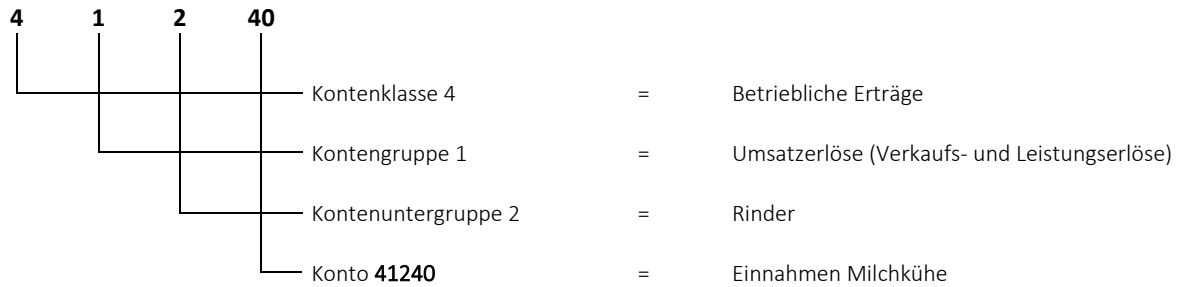 4 1 2 40
Kontenklasse 4 = Betriebliche Erträge
Kontengruppe 1 = Umsatzerlöse (Verkaufs- und Leistungserlöse)
Kontenuntergruppe 2 = Rinder
Konto 41240 = Einnahmen Milchkühe